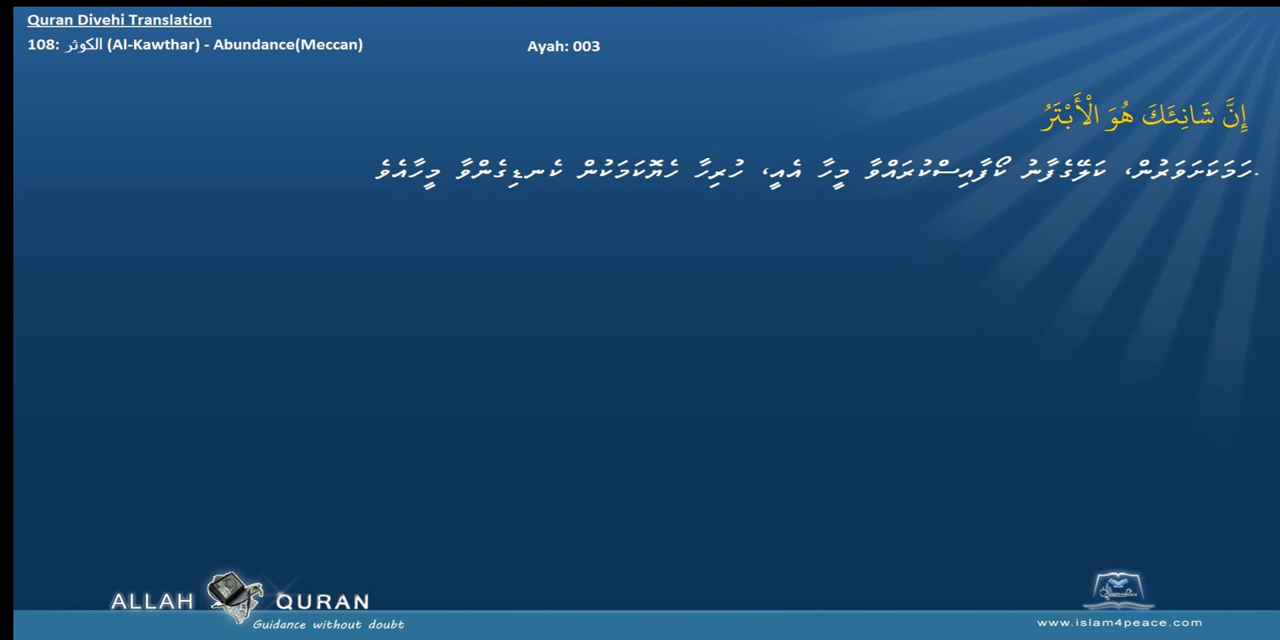 Quran Divehi Translation
108: الكوثر (Al-Kawthar) - Abundance(Meccan)
Ayah: 003
إِنَّ شَانِئَكَ هُوَ الْأَبْتَرُ
ހަމަކަށަވަރުން، ކަލޭގެފާނު ކޯފާއިސްކުރައްވާ މީހާ އެއީ، ހުރިހާ ހެޔޮކަމަކުން ކެނޑިގެންވާ މީހާއެވެ.
ALLAH QURAN
Guidance without doubt
www.islam4peace.com